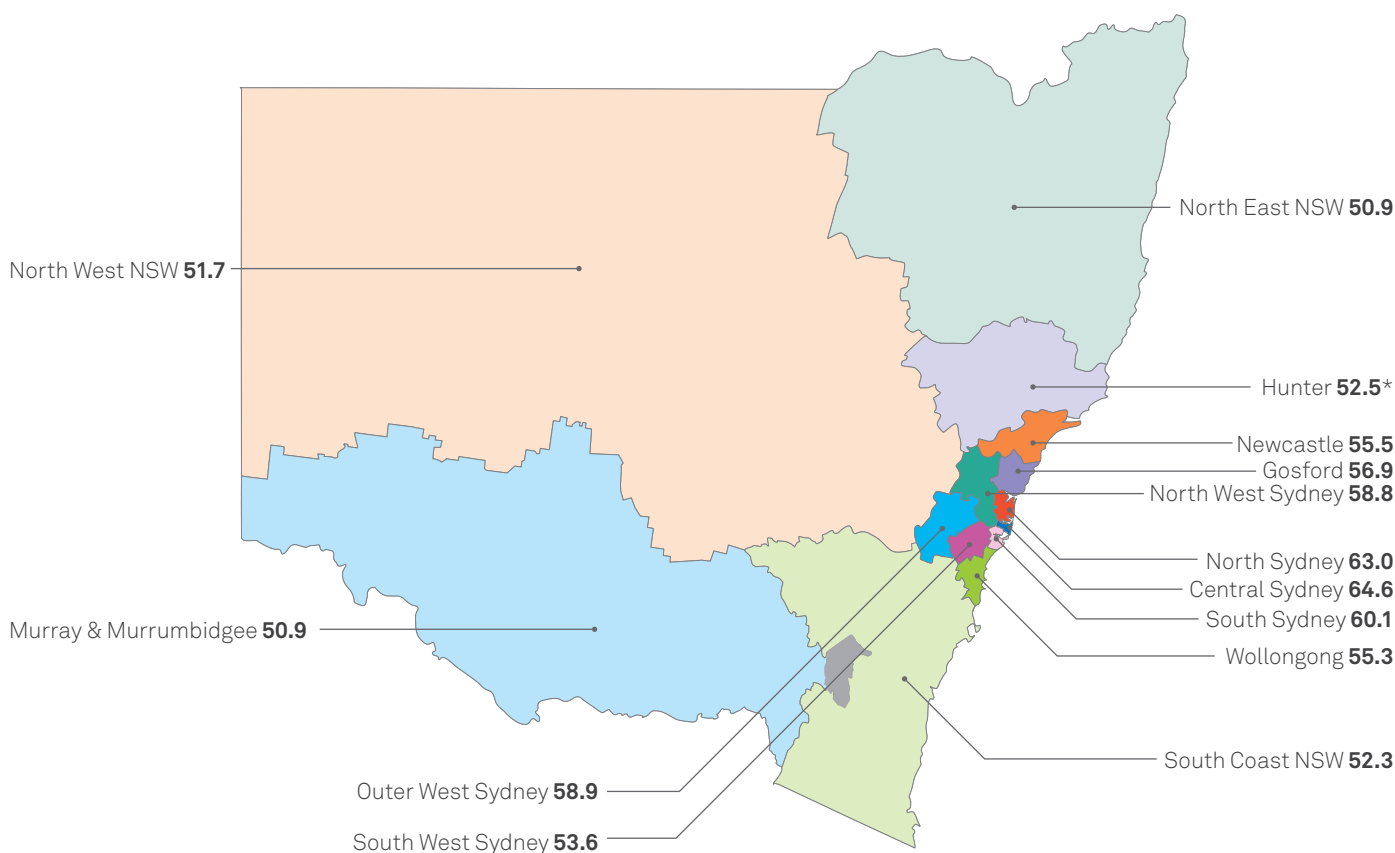 North East NSW 50.9
North West NSW 51.7
Hunter 52.5*
Newcastle 55.5
Gosford 56.9
North West Sydney 58.8
North Sydney 63.0
Central Sydney 64.6
South Sydney 60.1
Murray & Murrumbidgee 50.9
Wollongong 55.3
South Coast NSW 52.3
Outer West Sydney 58.9
South West Sydney 53.6